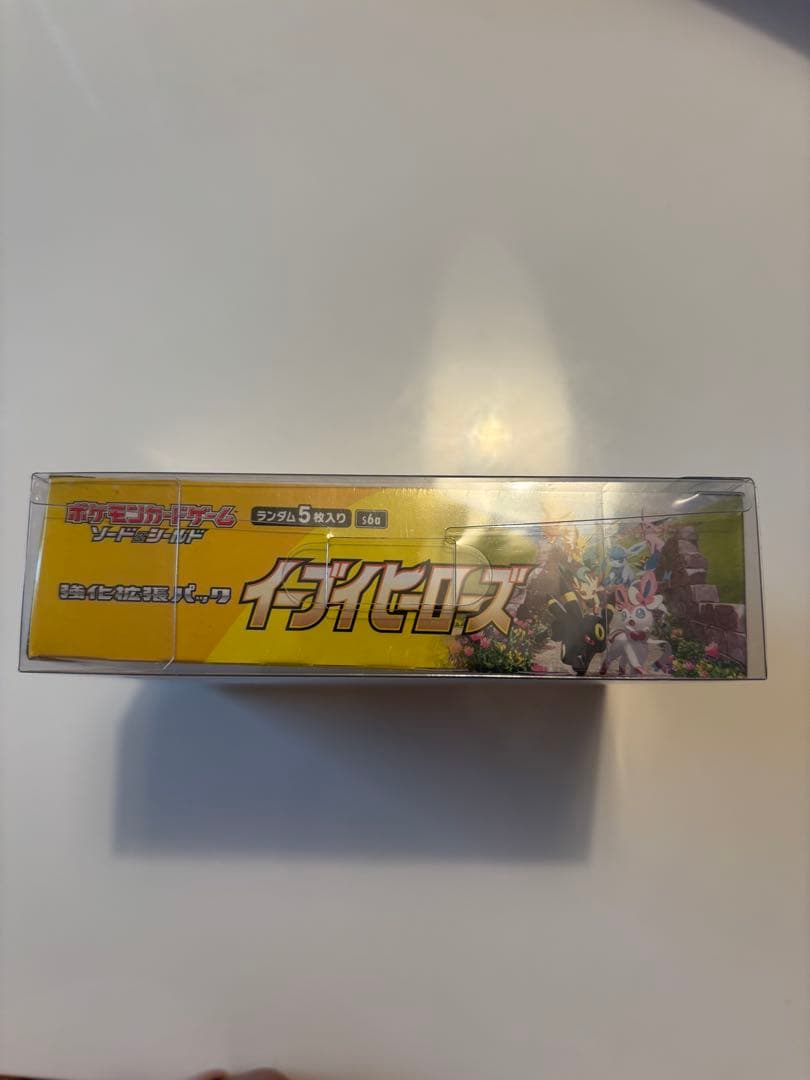 ポケモンカードゲーム
ソード&シールド
ランダム5枚入り
s6a
強化拡張パック
イーブイヒーローズ